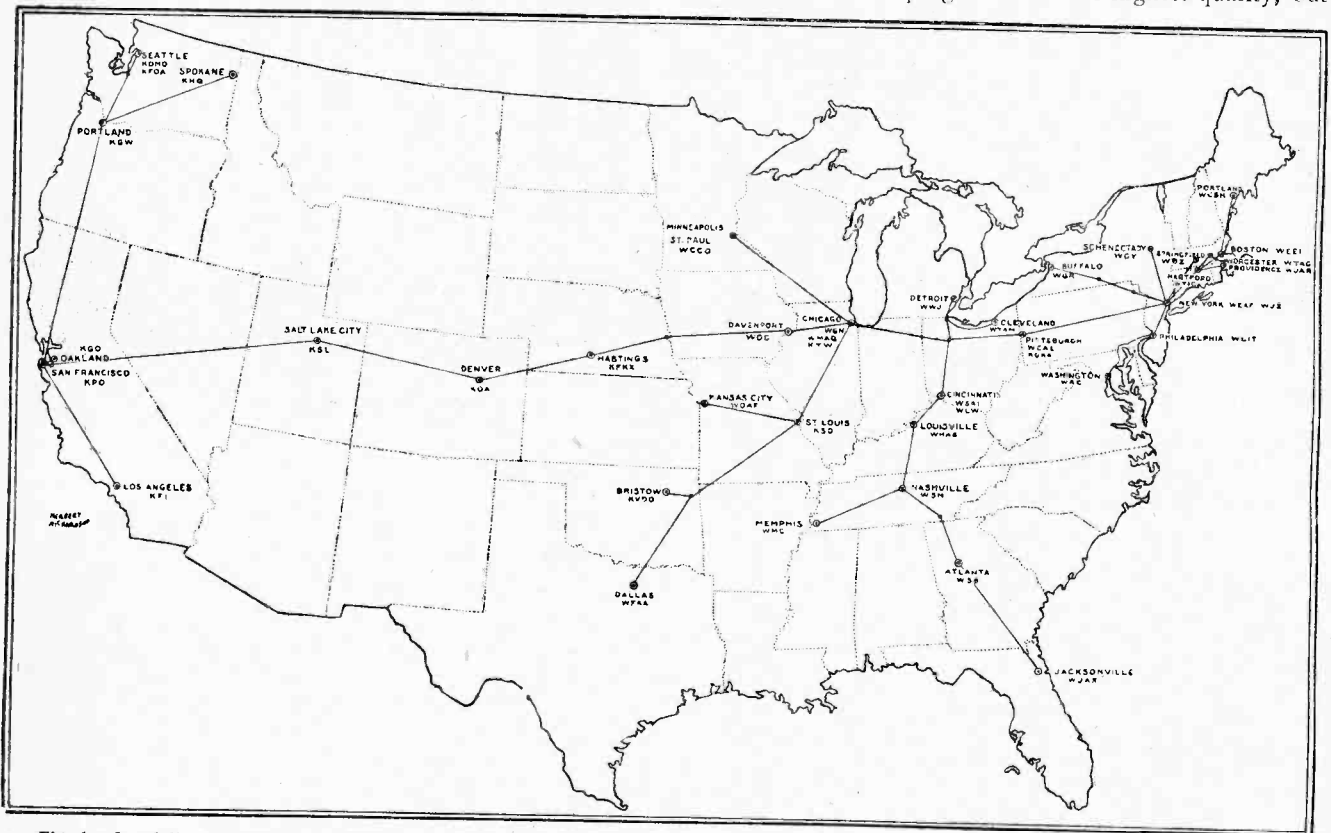 quality, but
SEATTLE
KOMO
KFOA
SPOKANE
KHQ
PORTLAND
KGW
PORTLAND
WCSH
MINNEAPOLIS
ST. PAUL
WCCO
SCHENECTADY
WGY
SPRINGFIELD
WBZ
BOSTON WEEI
WORCESTER WTAG
PROVIDENCE WJAR
HARTFORD
WTIC
BUFFALO
WGR
NEW YORK WEAF WJZ
DETROIT
WWJ
CLEVELAND
WTAM
PITTSBURGH
WCAE
KDKA
PHILADELPHIA WLIT
WASHINGTON
WRC
CHICAGO
WGN
WMAQ
KYW
DAVENPORT
WOC
SALT LAKE CITY
KSL
KGO
OAKLAND
SAN FRANCISCO
KPO
DENVER
KOA
HASTINGS
KFKX
KANSAS CITY
WDAF
ST LOUIS
KSD
CINCINNATI
WSAI
WLW
LOUISVILLE
WHAS
LOS ANGELES
KFI
BRISTOW
KVOO
NASHVILLE
WSM
MEMPHIS
WMC
ATLANTA
WSB
DALLAS
WFAA
JACKSONVILLE
WJAX